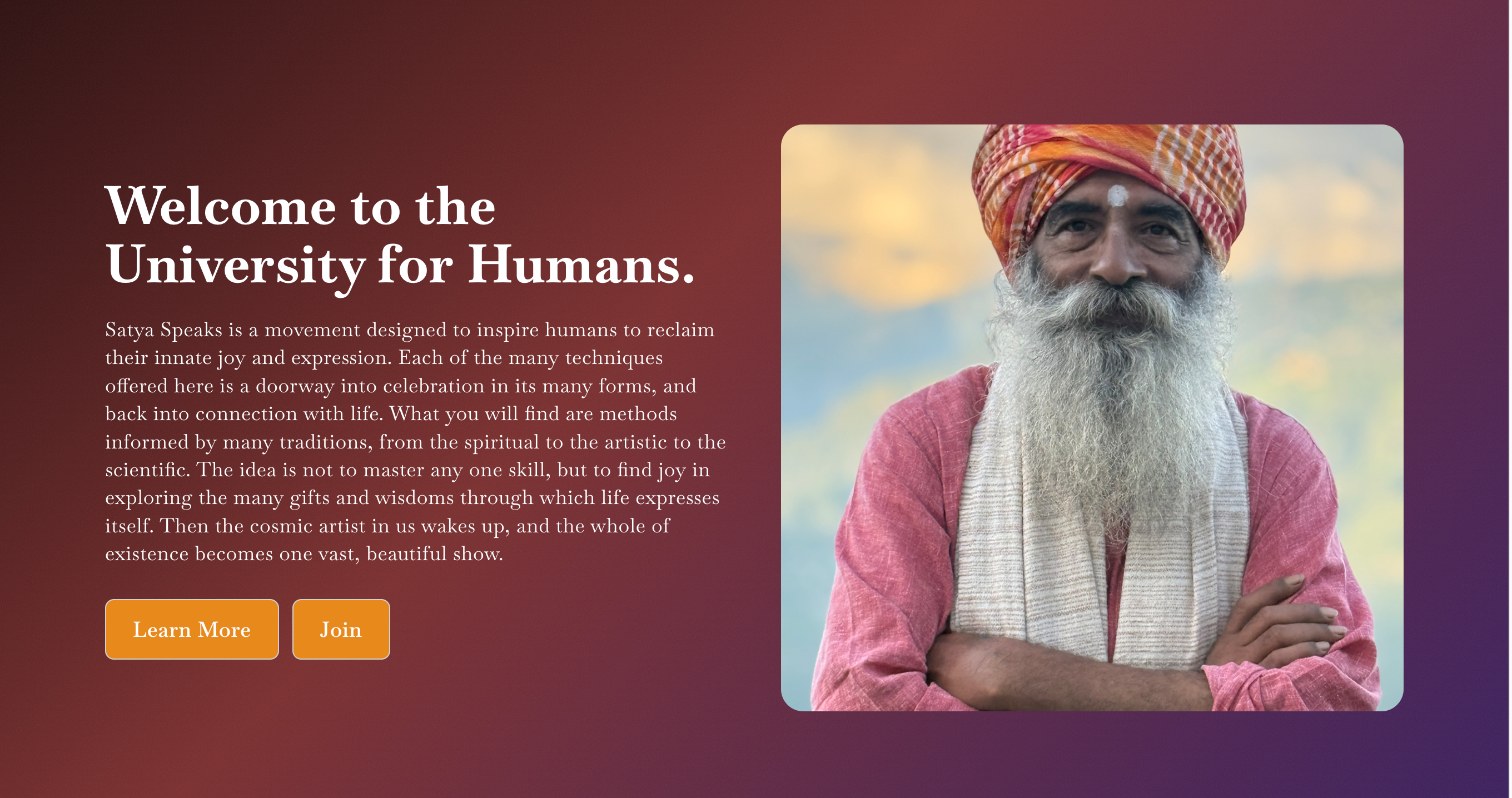 Welcome to the
University for Humans.
Satya Speaks is a movement designed to inspire humans to reclaim
their innate joy and expression. Each of the many techniques
offered here is a doorway into celebration in its many forms, and
back into connection with life. What you will find are methods
informed by many traditions, from the spiritual to the artistic to the
scientific. The idea is not to master any one skill, but to find joy in
exploring the many gifts and wisdoms through which life expresses
itself. Then the cosmic artist in us wakes up, and the whole of
existence becomes one vast, beautiful show.
Learn More Join